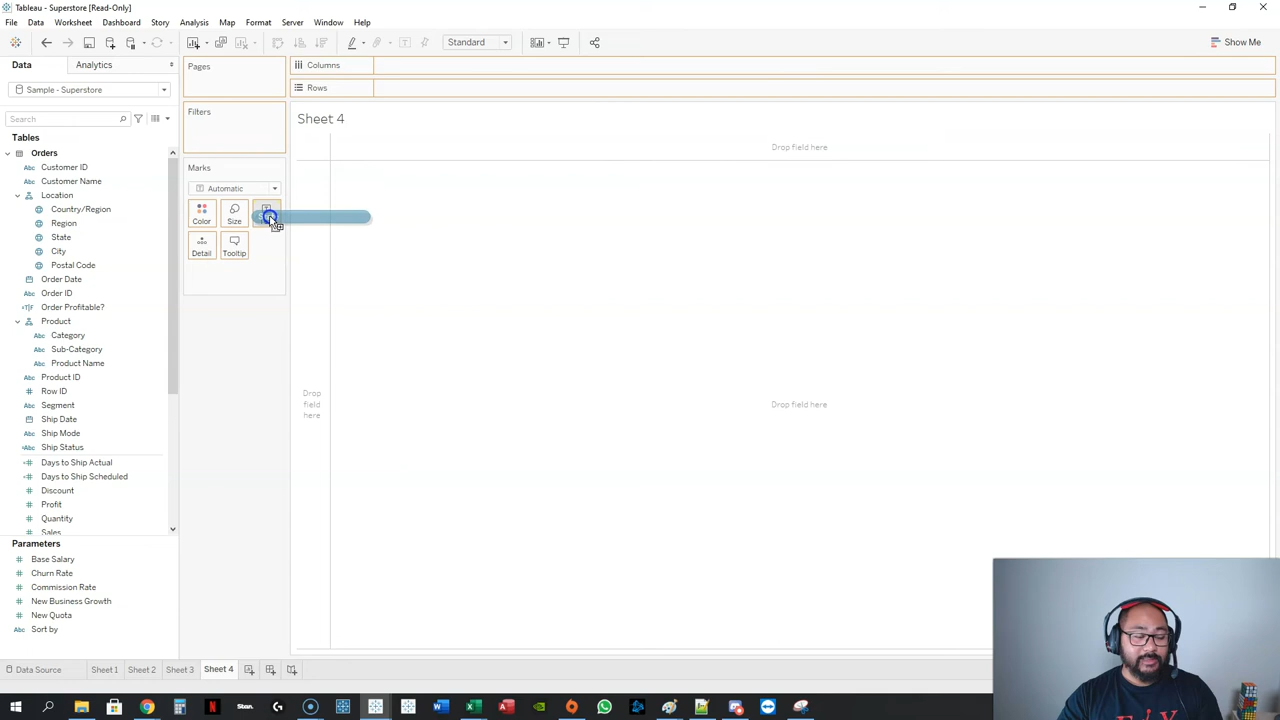 Tableau - Superstore [Read-Only]
File Data Worksheet Dashboard Story Analysis Map Format Server Window Help
Standard
Show Me
Data Analytics
Pages
Columns
Rows
Sample - Superstore
Search
Filters
Sheet 4
Tables
Orders
Customer ID
Customer Name
Location
Country/Region
Region
State
City
Postal Code
Order Date
Order ID
Order Profitable?
Product
Category
Sub-Category
Product Name
Product ID
Row ID
Segment
Ship Date
Ship Mode
Ship Status
Days to Ship Actual
Days to Ship Scheduled
Discount
Profit
Quantity
Sales
Parameters
Base Salary
Churn Rate
Commission Rate
New Business Growth
New Quota
Sort by
Marks
Automatic
Color Size
Detail Tooltip
Drop field here
Drop
field
here
Drop field here
Data Source Sheet 1 Sheet 2 Sheet 3 Sheet 4